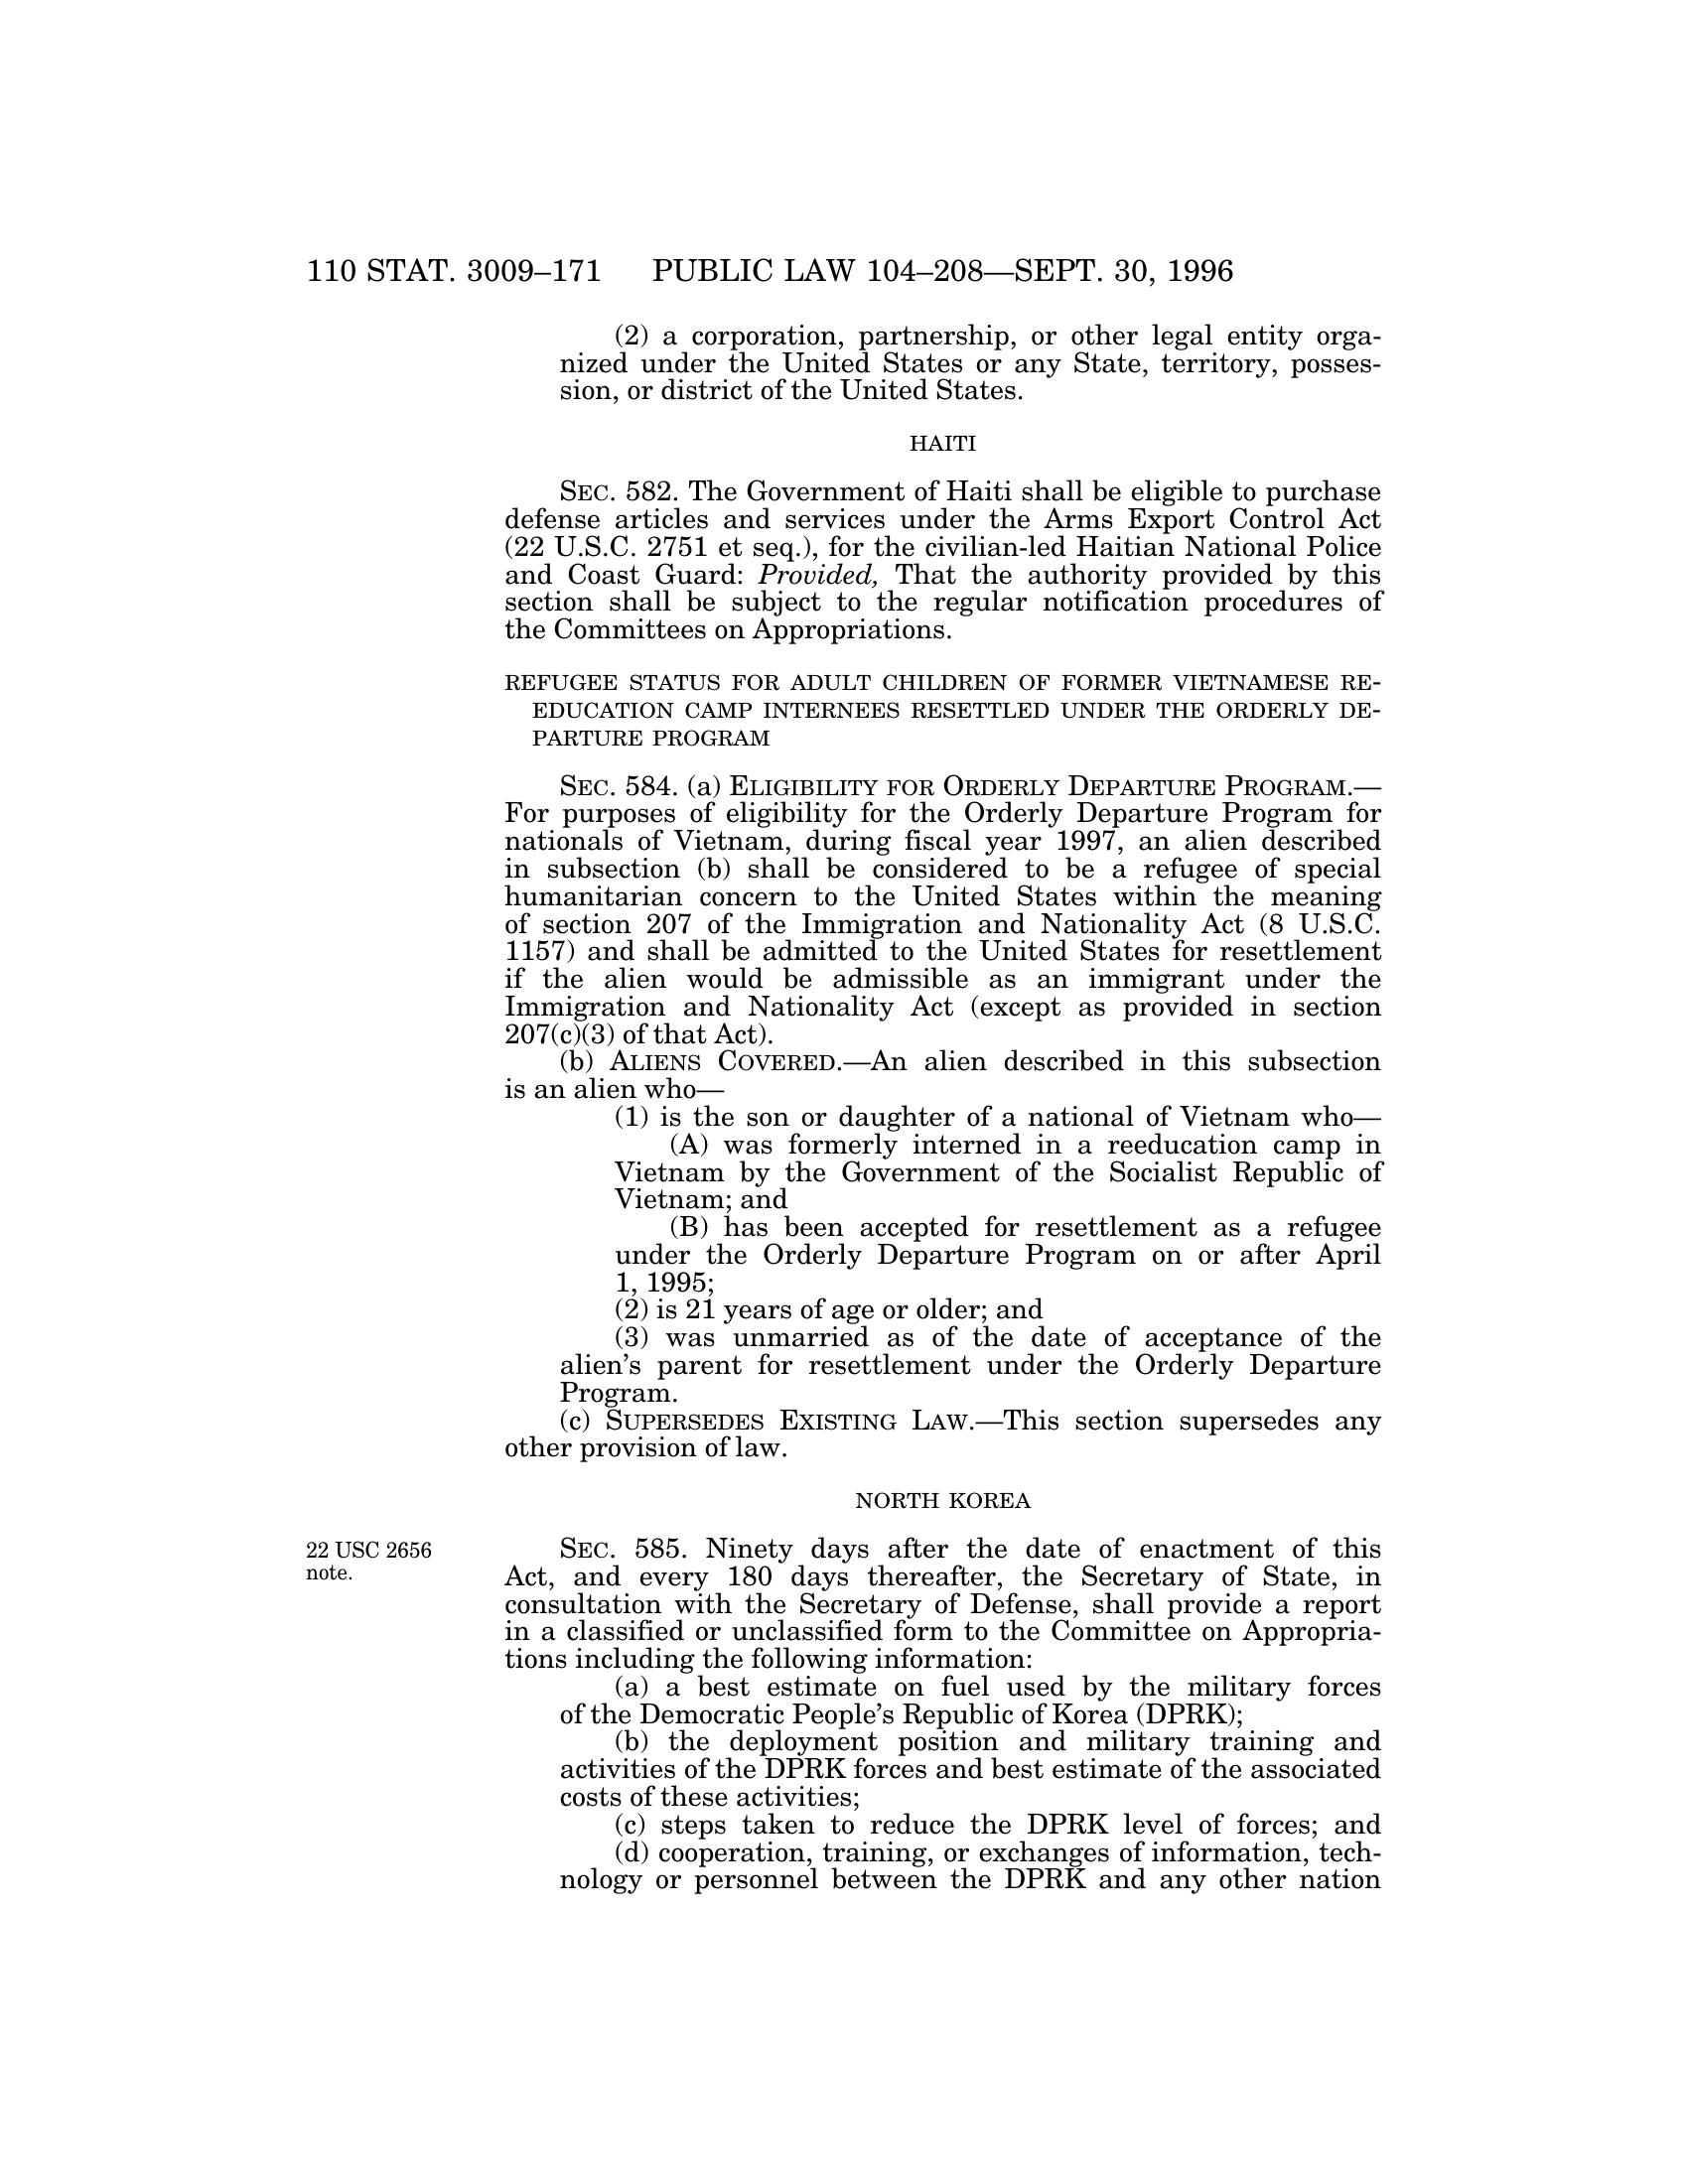 110 STAT. 3009–171 PUBLIC LAW 104–208—SEPT. 30, 1996
(2) a corporation, partnership, or other legal entity orga-
nized under the United States or any State, territory, posses-
sion, or district of the United States.
HAITI
SEC. 582. The Government of Haiti shall be eligible to purchase
defense articles and services under the Arms Export Control Act
(22 U.S.C. 2751 et seq.), for the civilian-led Haitian National Police
and Coast Guard: Provided, That the authority provided by this
section shall be subject to the regular notification procedures of
the Committees on Appropriations.
REFUGEE STATUS FOR ADULT CHILDREN OF FORMER VIETNAMESE RE-
EDUCATION CAMP INTERNEES RESETTLED UNDER THE ORDERLY DE-
PARTURE PROGRAM
SEC. 584. (a) ELIGIBILITY FOR ORDERLY DEPARTURE PROGRAM.—
For purposes of eligibility for the Orderly Departure Program for
nationals of Vietnam, during fiscal year 1997, an alien described
in subsection (b) shall be considered to be a refugee of special
humanitarian concern to the United States within the meaning
of section 207 of the Immigration and Nationality Act (8 U.S.C.
1157) and shall be admitted to the United States for resettlement
if the alien would be admissible as an immigrant under the
Immigration and Nationality Act (except as provided in section
207(c)(3) of that Act).
(b) ALIENS COVERED.—An alien described in this subsection
is an alien who—
(1) is the son or daughter of a national of Vietnam who—
(A) was formerly interned in a reeducation camp in
Vietnam by the Government of the Socialist Republic of
Vietnam; and
(B) has been accepted for resettlement as a refugee
under the Orderly Departure Program on or after April
1, 1995;
(2) is 21 years of age or older; and
(3) was unmarried as of the date of acceptance of the
alien's parent for resettlement under the Orderly Departure
Program.
(c) SUPERSEDES EXISTING LAW.—This section supersedes any
other provision of law.
NORTH KOREA
22 USC 2656
note.
SEC. 585. Ninety days after the date of enactment of this
Act, and every 180 days thereafter, the Secretary of State, in
consultation with the Secretary of Defense, shall provide a report
in a classified or unclassified form to the Committee on Appropria-
tions including the following information:
(a) a best estimate on fuel used by the military forces
of the Democratic People's Republic of Korea (DPRK);
(b) the deployment position and military training and
activities of the DPRK forces and best estimate of the associated
costs of these activities;
(c) steps taken to reduce the DPRK level of forces; and
(d) cooperation, training, or exchanges of information, tech-
nology or personnel between the DPRK and any other nation